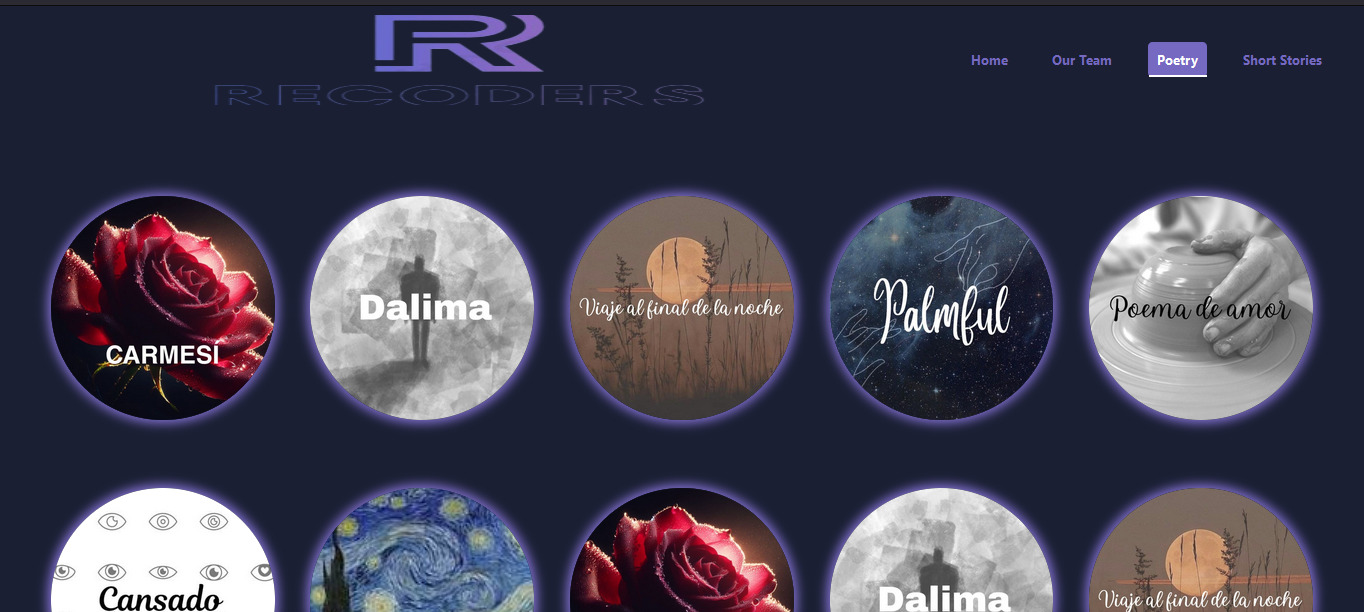 R
RECODERS
Home Our Team Poetry Short Stories
CARMESI
Dalima
Viaje al final de la noche
Palmful
Poema de amor
Cansado
Dalima
Viaje al final de la noche